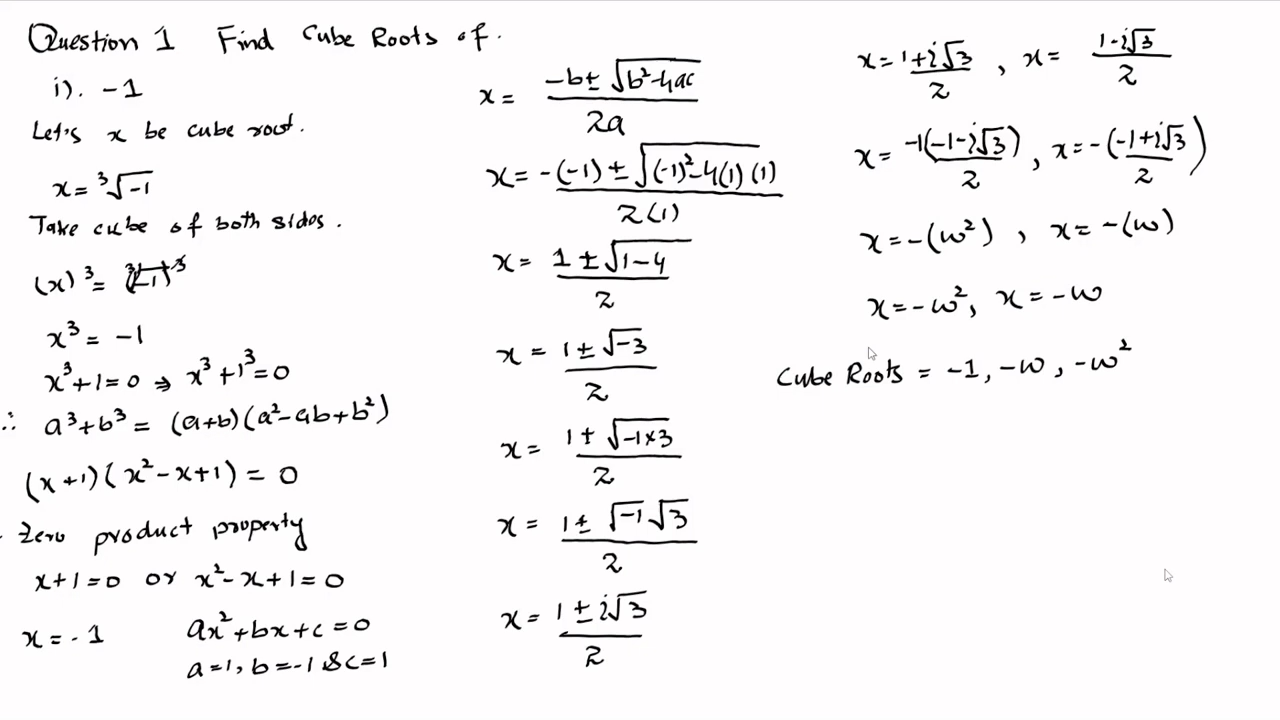 Question 1 Find Cube Roots of.
i). -1
Let's x be cube root.
x = ³√-1
Take cube of both sides.
(x)³ = (³√-1)³
x³ = -1
x³+1=0 ⇒ x³+1³=0
∴ a³+b³ = (a+b)(a²-ab+b²)
(x+1)(x²-x+1) = 0
Zero product property
x+1=0 or x²-x+1=0
x=-1
ax²+bx+c=0
a=1, b=-1 & c=1
x = (-b±√(b²-4ac))/2a
x = (-(-1) ± √((-1)²-4(1)(1)))/2(1)
x = (1 ± √(1-4))/2
x = (1 ± √-3)/2
x = (1 ± √(-1×3))/2
x = (1 ± √-1 √3)/2
x = (1 ± i√3)/2
x = (1+i√3)/2 , x = (1-i√3)/2
x = -1(-1-i√3)/2 , x = -((-1+i√3)/2)
x = -(ω²) , x = -(ω)
x = -ω², x = -ω
Cube Roots = -1, -ω, -ω²